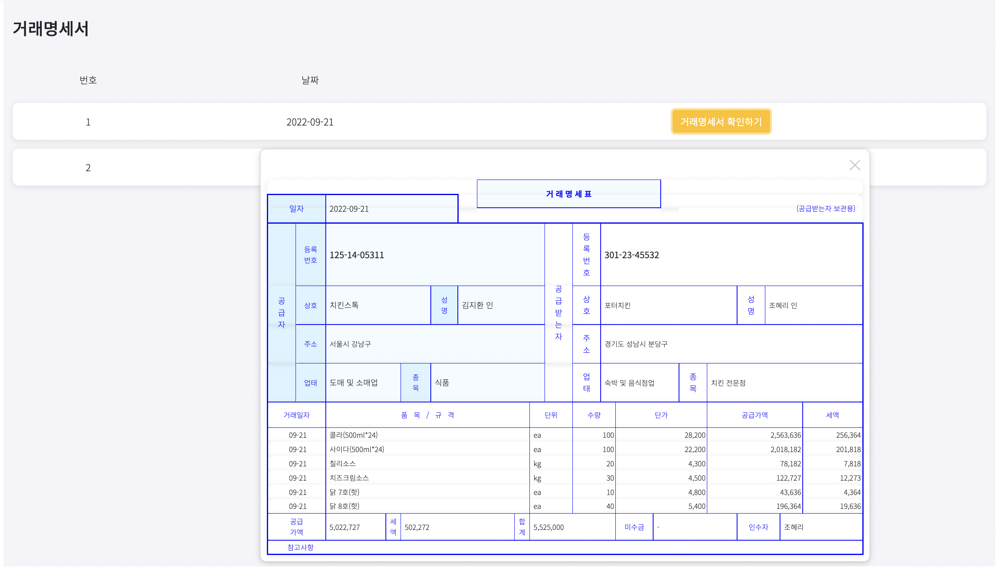 거래명세서
번호 날짜
1 2022-09-21 거래명세서 확인하기
2
거래명세표
일자 2022-09-21 (공급받는자 보관용)
공급자 등록번호 125-14-05311 공급받는자 등록번호 301-23-45532
상호 치킨스톡 성명 김지환 인 상호 포터치킨 성명 조혜리 인
주소 서울시 강남구 주소 경기도 성남시 분당구
업태 도매 및 소매업 종목 식품 업태 숙박 및 음식점업 종목 치킨 전문점
거래일자 품 목 / 규 격 단위 수량 단가 공급가액 세액
09-21 콜라(500ml*24) ea 100 28,200 2,563,636 256,364
09-21 사이다(500ml*24) ea 100 22,200 2,018,182 201,818
09-21 칠리소스 kg 20 4,300 78,182 7,818
09-21 치즈크림소스 kg 30 4,500 122,727 12,273
09-21 닭 7호(핫) ea 10 4,800 43,636 4,364
09-21 닭 8호(핫) ea 40 5,400 196,364 19,636
공급가액 5,022,727 세액 502,272 합계 5,525,000 미수금 - 인수자 조혜리
참고사항